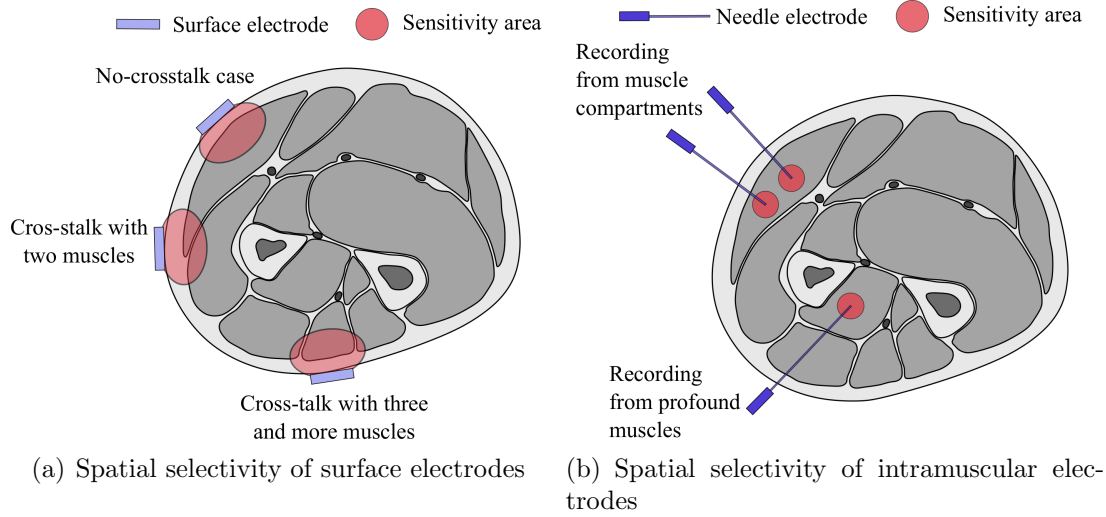 Surface electrode
Sensitivity area
No-crosstalk case
Cros-stalk with
two muscles
Cross-talk with three
and more muscles
(a) Spatial selectivity of surface electrodes
Needle electrode
Sensitivity area
Recording
from muscle
compartments
Recording
from profound
muscles
(b) Spatial selectivity of intramuscular elec-
trodes